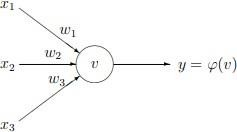 x₁
w₁
x₂ w₂ v y = φ(v)
w₃
x₃